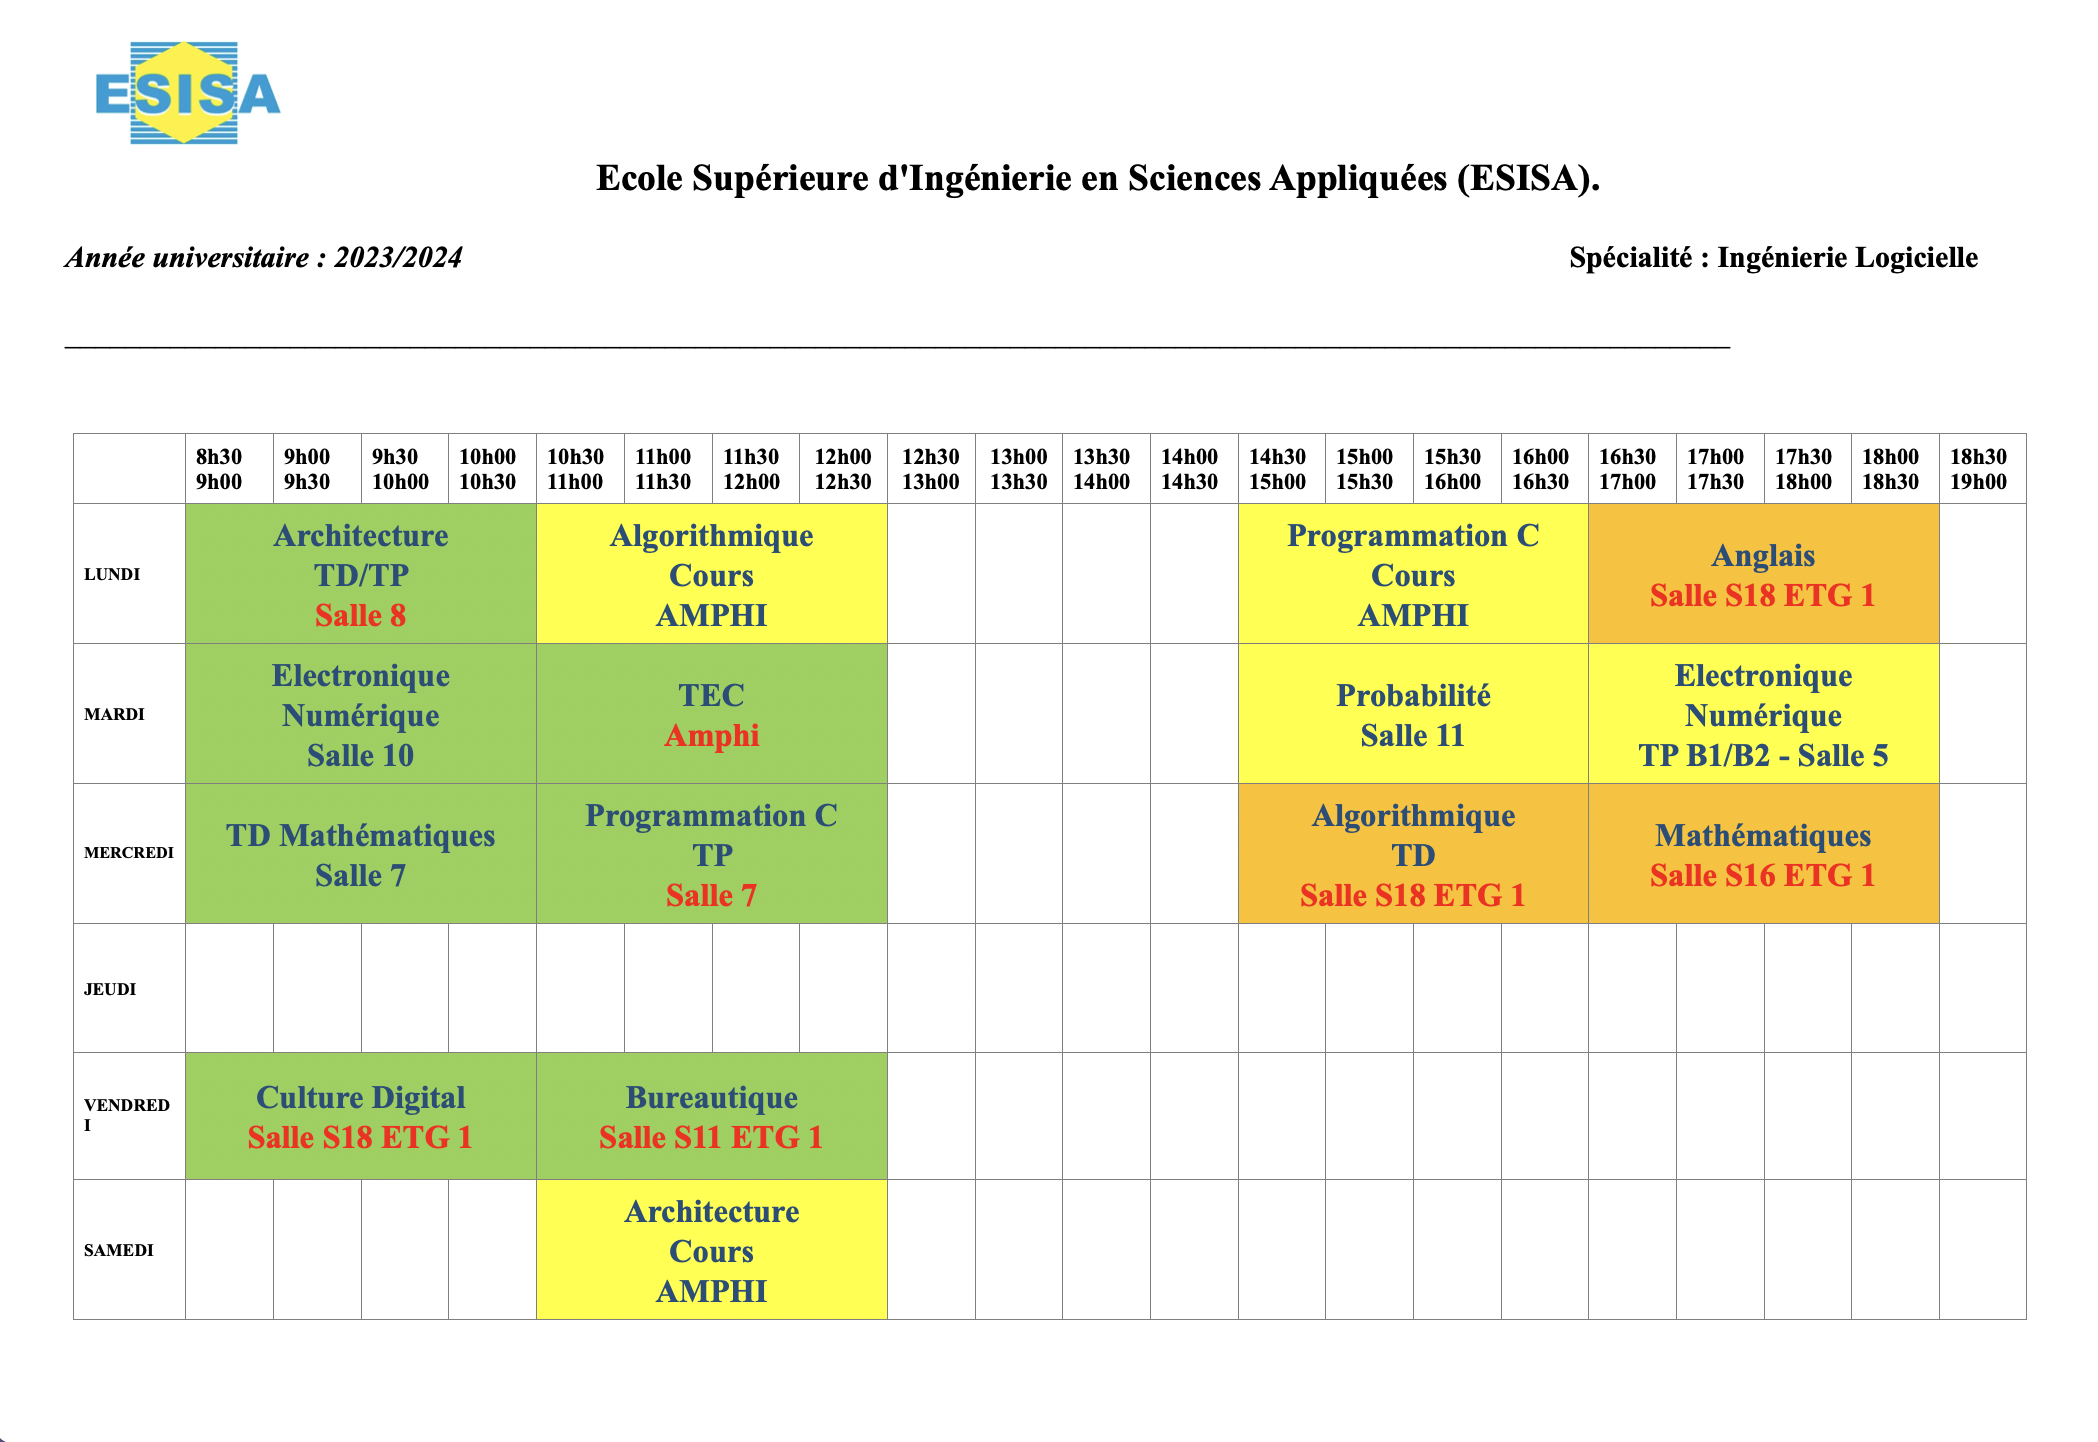 ESISA
Ecole Supérieure d'Ingénierie en Sciences Appliquées (ESISA).
Année universitaire : 2023/2024
Spécialité : Ingénierie Logicielle
8h30 9h00 9h30 10h00 10h30 11h00 11h30 12h00 12h30 13h00 13h30 14h00 14h30 15h00 15h30 16h00 16h30 17h00 17h30 18h00 18h30
9h00 9h30 10h00 10h30 11h00 11h30 12h00 12h30 13h00 13h30 14h00 14h30 15h00 15h30 16h00 16h30 17h00 17h30 18h00 18h30 19h00
LUNDI
Architecture
TD/TP
Salle 8
Algorithmique
Cours
AMPHI
Programmation C
Cours
AMPHI
Anglais
Salle S18 ETG 1
MARDI
Electronique
Numérique
Salle 10
TEC
Amphi
Probabilité
Salle 11
Electronique
Numérique
TP B1/B2 - Salle 5
MERCREDI
TD Mathématiques
Salle 7
Programmation C
TP
Salle 7
Algorithmique
TD
Salle S18 ETG 1
Mathématiques
Salle S16 ETG 1
JEUDI
VENDRED
I
Culture Digital
Salle S18 ETG 1
Bureautique
Salle S11 ETG 1
SAMEDI
Architecture
Cours
AMPHI